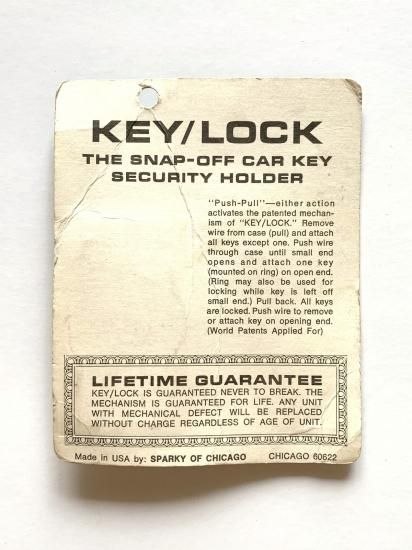 KEY/LOCK
THE SNAP-OFF CAR KEY
SECURITY HOLDER
"Push-Pull"—either action
activates the patented mechan-
ism of "KEY/LOCK." Remove
wire from case (pull) and attach
all keys except one. Push wire
through case until small end
opens and attach one key
(mounted on ring) on open end.
(Ring may also be used for
locking while key is left off
small end.) Pull back. All keys
are locked. Push wire to remove
or attach key on opening end.
(World Patents Applied For)
LIFETIME GUARANTEE
KEY/LOCK IS GUARANTEED NEVER TO BREAK. THE
MECHANISM IS GUARANTEED FOR LIFE. ANY UNIT
WITH MECHANICAL DEFECT WILL BE REPLACED
WITHOUT CHARGE REGARDLESS OF AGE OF UNIT.
Made in USA by: SPARKY OF CHICAGO CHICAGO 60622